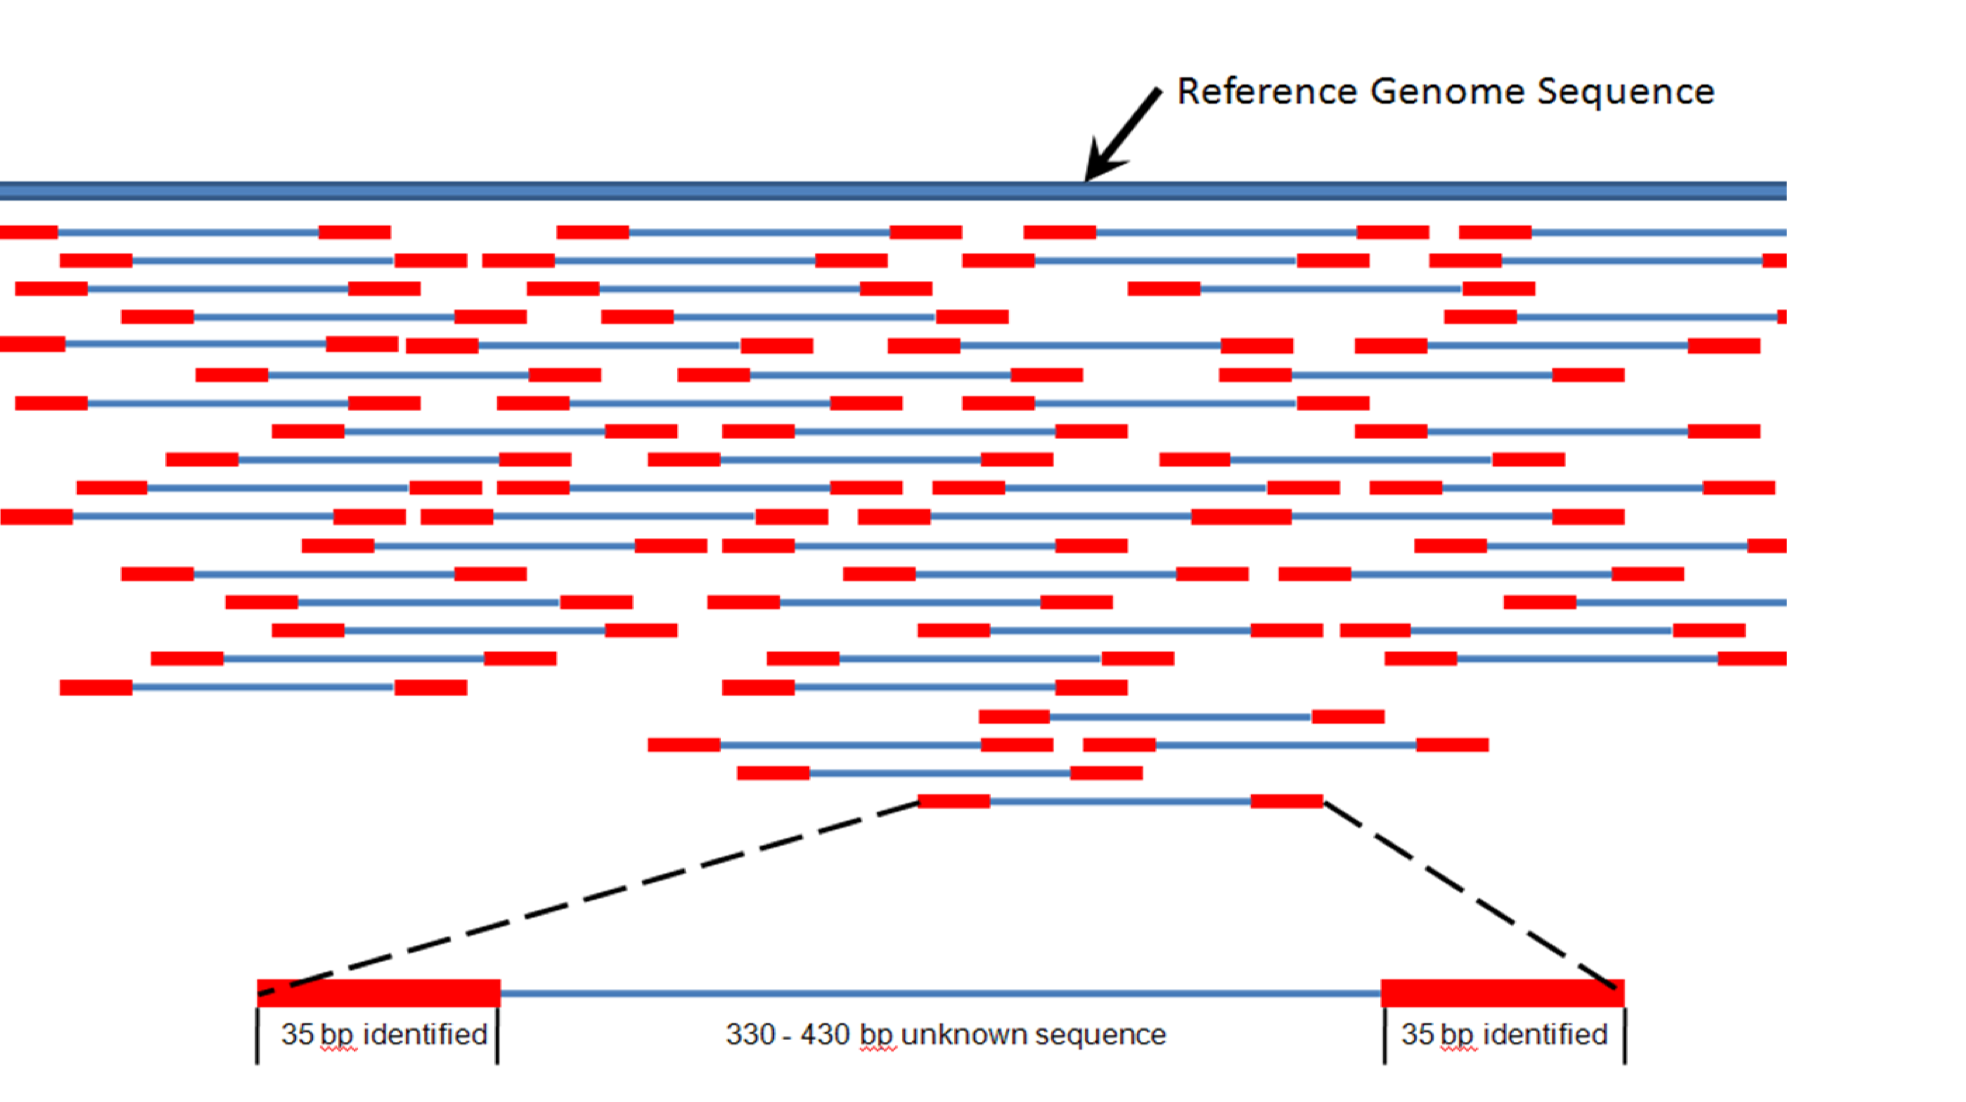 Reference Genome Sequence
35 bp identified
330 - 430 bp unknown sequence
35 bp identified